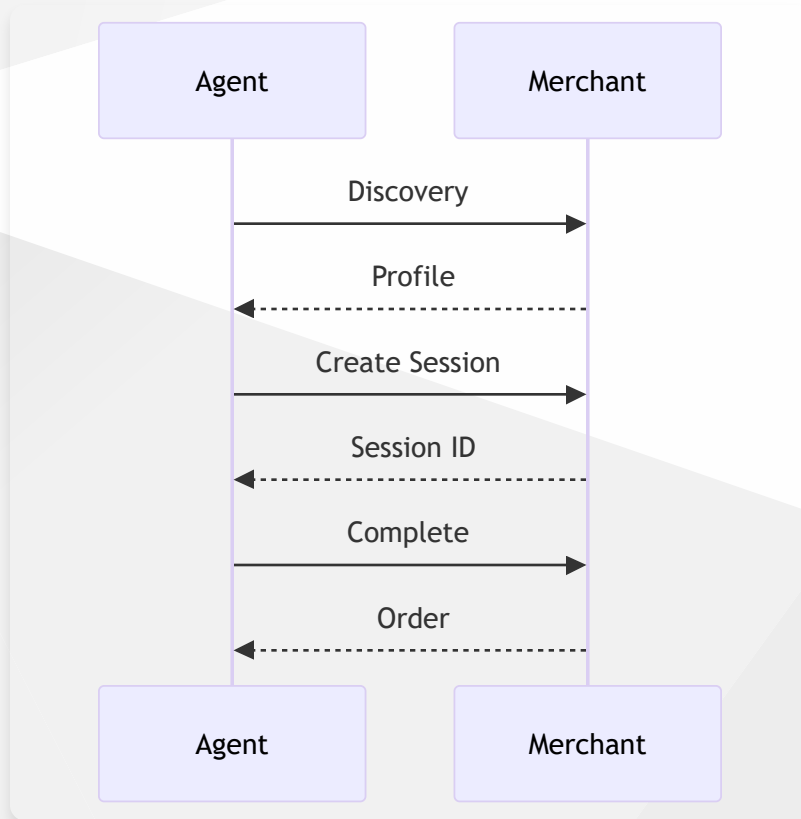 Agent
Merchant
Discovery
Profile
Create Session
Session ID
Complete
Order
Agent
Merchant